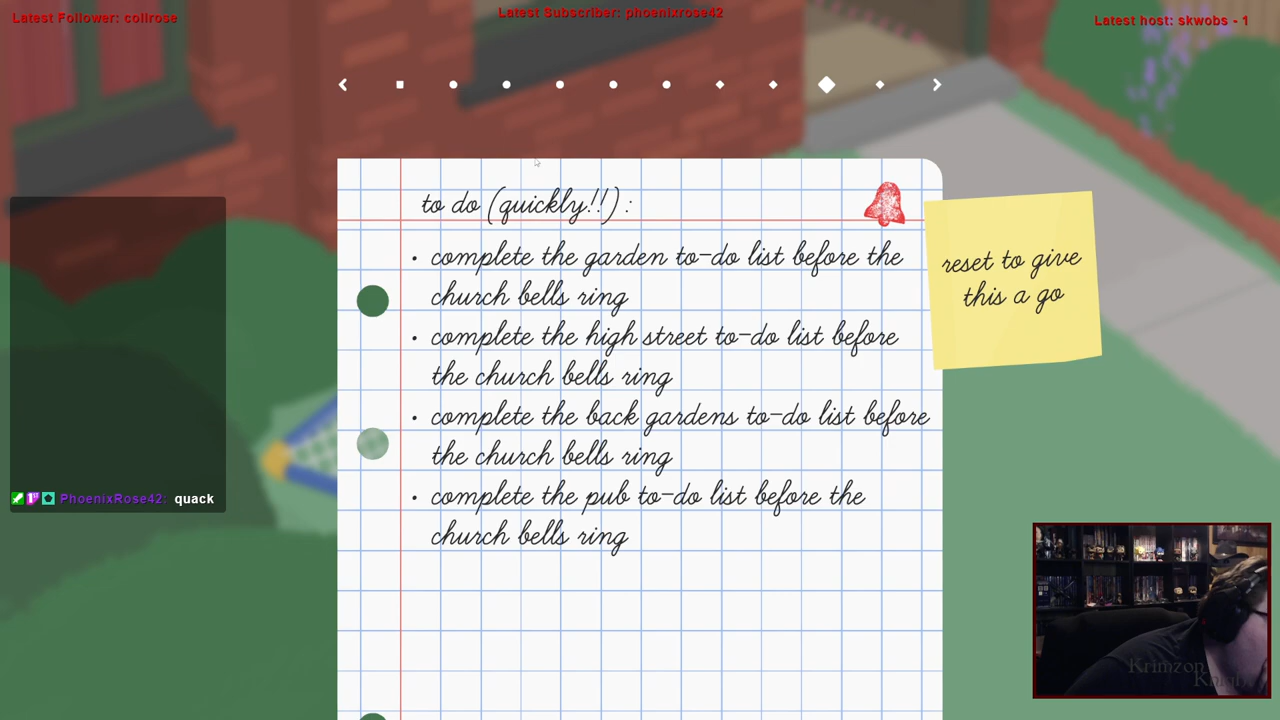 Latest Follower: collrose
Latest Subscriber: phoenixrose42
Latest host: skwobs - 1
to do (quickly!!) :
• complete the garden to-do list before the
church bells ring
• complete the high street to-do list before
the church bells ring
• complete the back gardens to-do list before
the church bells ring
• complete the pub to-do list before the
church bells ring
reset to give
this a go
PhoenixRose42: quack
Krimzon
Knight